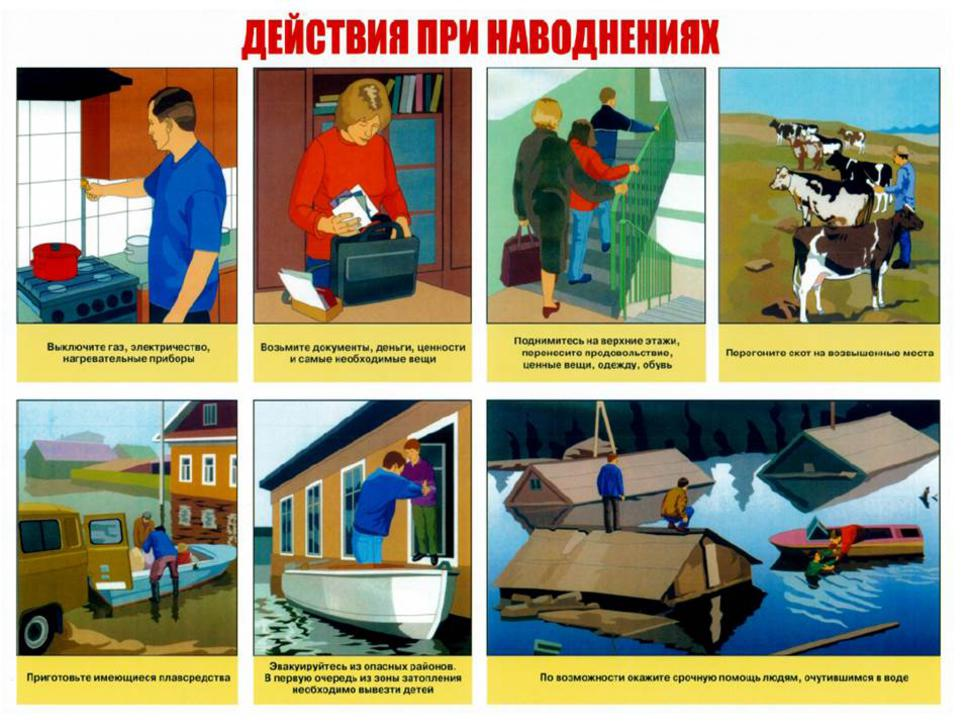 ДЕЙСТВИЯ ПРИ НАВОДНЕНИЯХ
Выключите газ, электричество,
нагревательные приборы
Возьмите документы, деньги, ценности
и самые необходимые вещи
Поднимитесь на верхние этажи,
перенесите продовольствие,
ценные вещи, одежду, обувь
Перегоните скот на возвышенные места
Приготовьте имеющиеся плавсредства
Эвакуируйтесь из опасных районов.
В первую очередь из зоны затопления
необходимо вывезти детей
По возможности окажите срочную помощь людям, очутившимся в воде